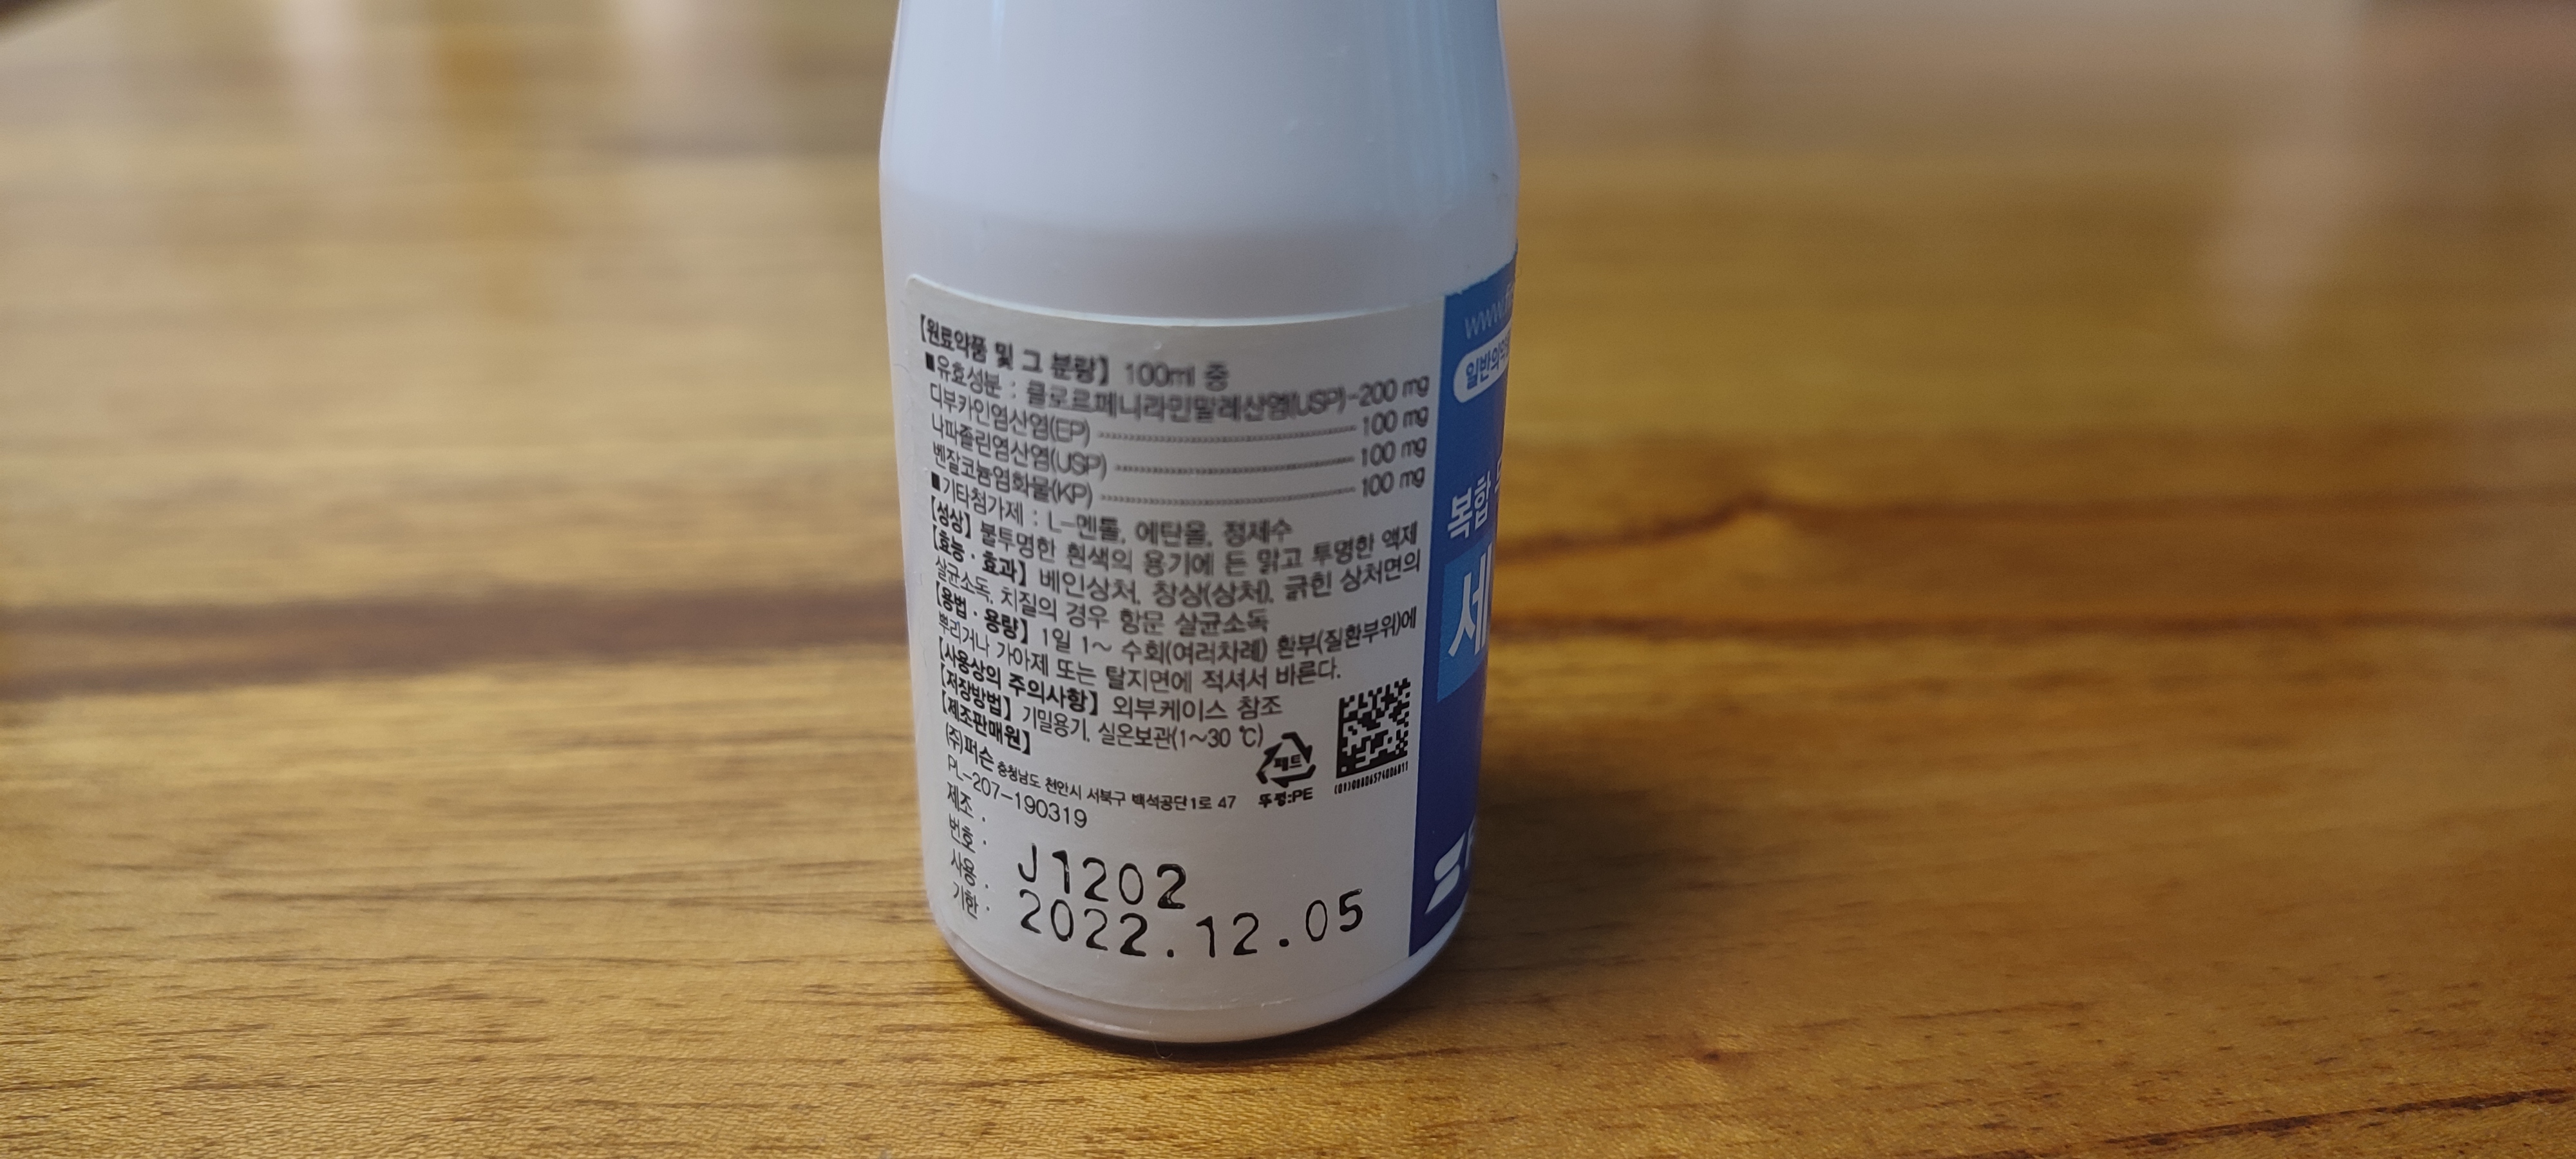 【원료약품 및 그 분량】 100ml 중
■유효성분 : 클로르페니라민말레산염(USP)-200 mg
디부카인염산염(EP) 100 mg
나파졸린염산염(USP) 100 mg
벤잘코늄염화물(KP) 100 mg
■기타첨가제 : L-멘톨, 에탄올, 정제수
【성상】 불투명한 흰색의 용기에 든 맑고 투명한 액제
【효능·효과】 베인상처, 창상(상처), 긁힌 상처면의
살균소독, 치질의 경우 항문 살균소독
【용법·용량】 1일 1~ 수회(여러차례) 환부(질환부위)에
뿌리거나 가아제 또는 탈지면에 적셔서 바른다.
【사용상의 주의사항】 외부케이스 참조
【저장방법】 기밀용기, 실온보관(1~30 ℃)
【제조판매원】
(주)퍼슨 충청남도 천안시 서북구 백석공단1로 47
PL-207-190319
페트
뚜껑:PE
(01)08806574006811
제조
번호 :
J1202
사용
기한 :
2022.12.05
www.
일반의
복합
세